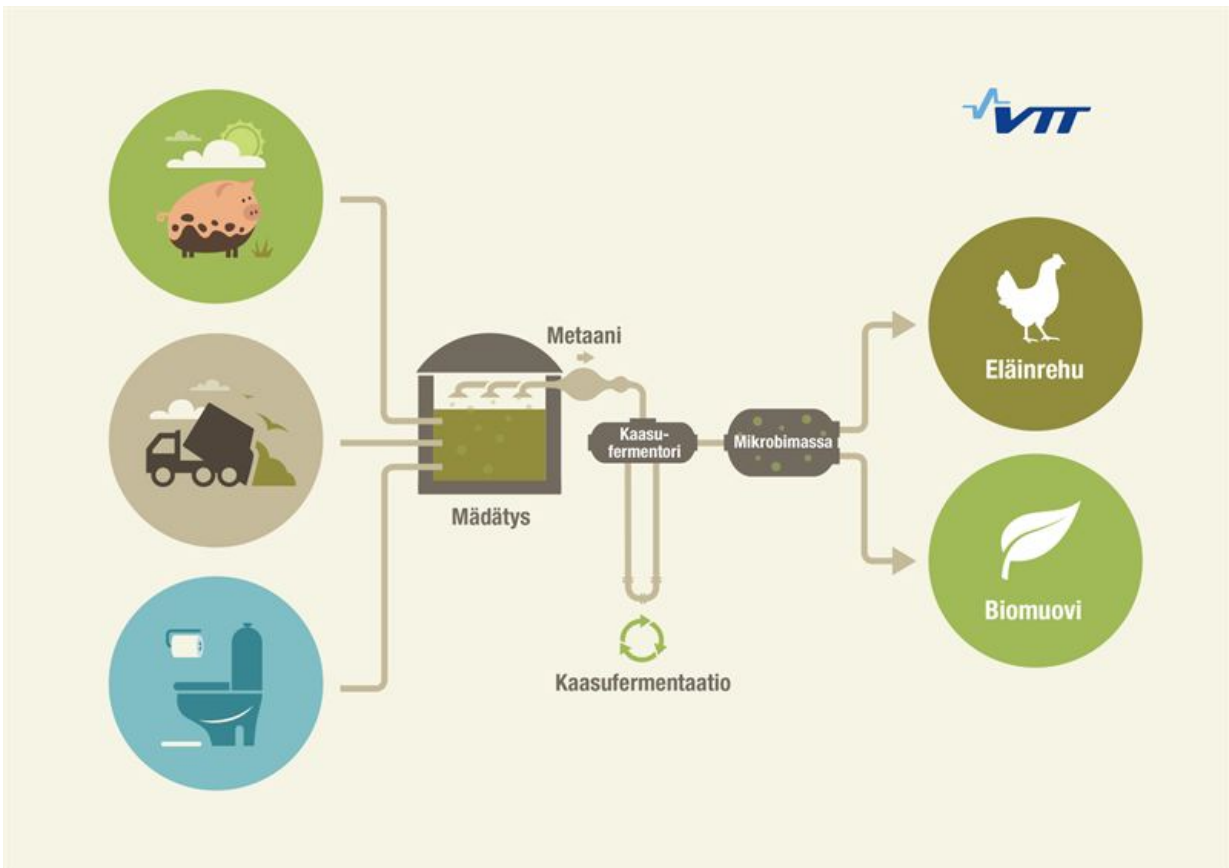 VTT
Metaani
Eläinrehu
Kaasu-
fermentori
Mikrobimassa
Mädätys
Biomuovi
Kaasufermentaatio